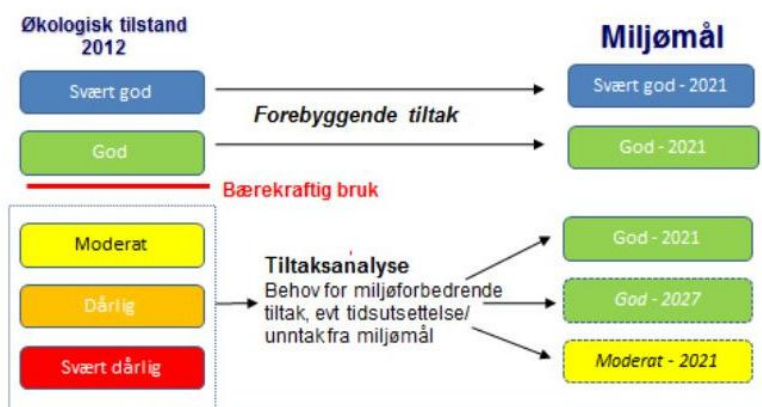 Økologisk tilstand
2012
Miljømål
Svært god
Forebyggende tiltak
Svært god - 2021
God
God - 2021
Bærekraftig bruk
Moderat
Dårlig
Svært dårlig
Tiltaksanalyse
Behov for miljøforbedrende
tiltak, evt tidsutsettelse/
unntak fra miljømål
God - 2021
God - 2027
Moderat - 2021